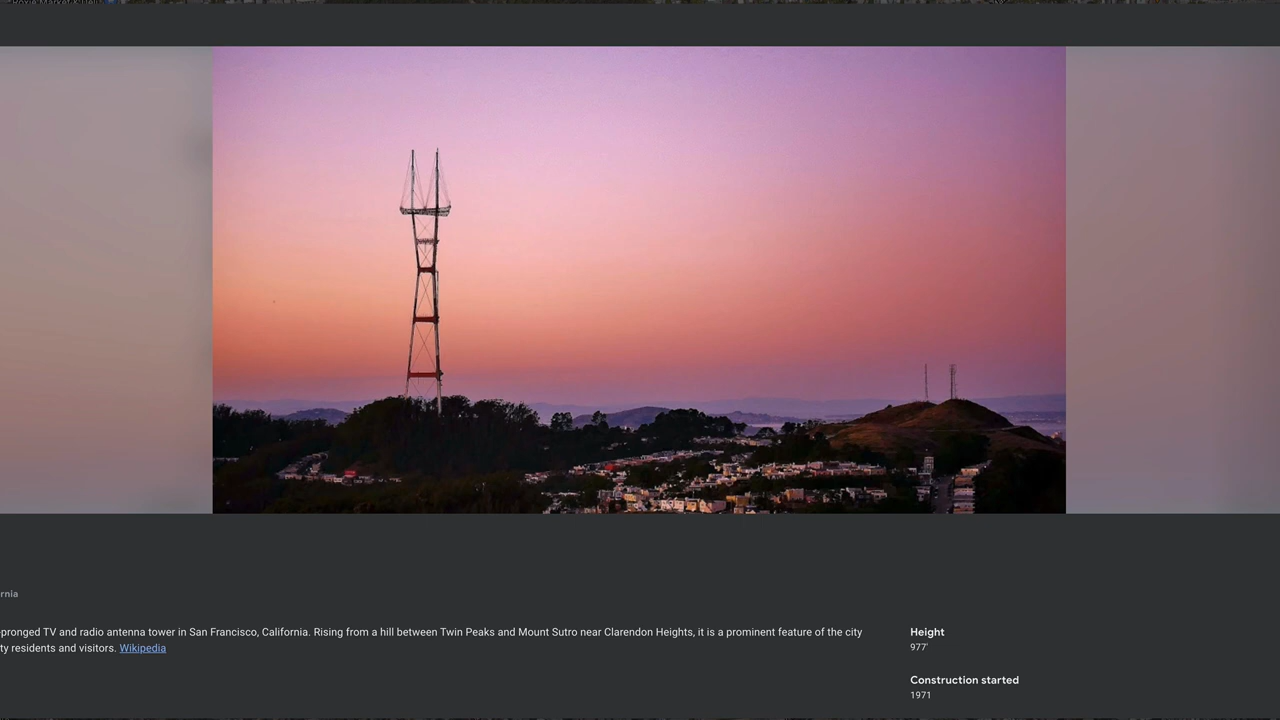 rnia
-pronged TV and radio antenna tower in San Francisco, California. Rising from a hill between Twin Peaks and Mount Sutro near Clarendon Heights, it is a prominent feature of the city
ty residents and visitors. Wikipedia
Height
977'
Construction started
1971